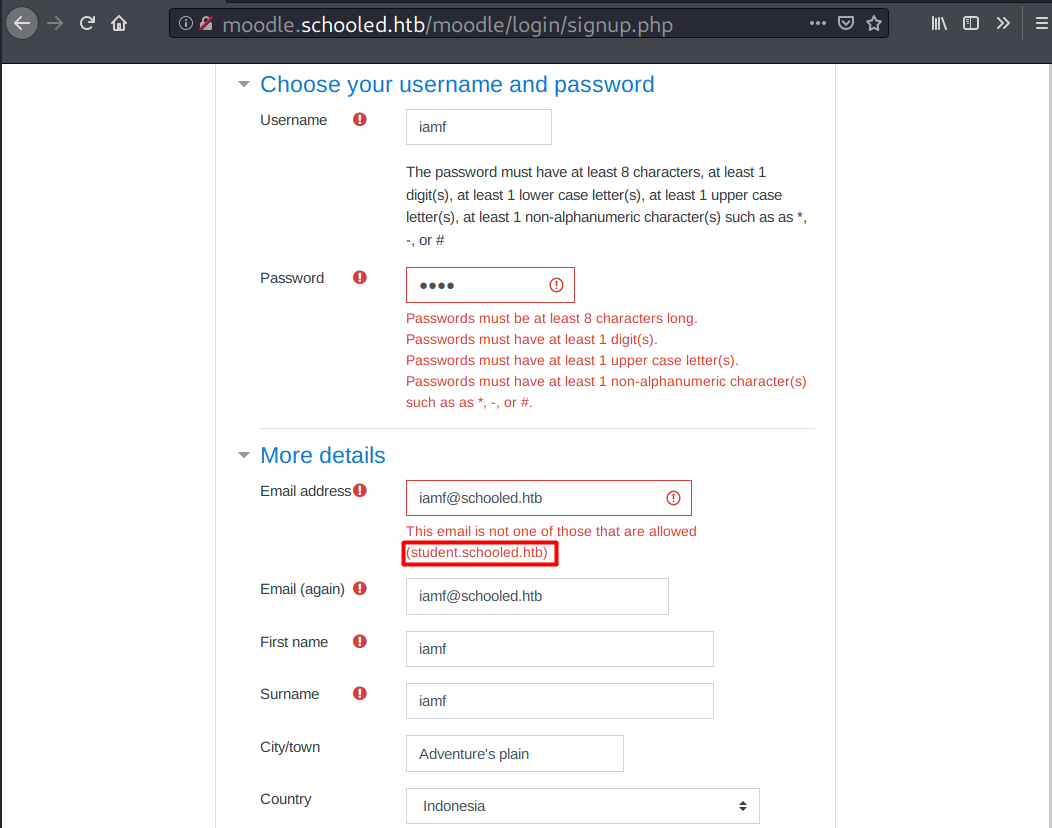 moodle.schooled.htb/moodle/login/signup.php
Choose your username and password
Username
iamf
The password must have at least 8 characters, at least 1
digit(s), at least 1 lower case letter(s), at least 1 upper case
letter(s), at least 1 non-alphanumeric character(s) such as as *,
-, or #
Password
Passwords must be at least 8 characters long.
Passwords must have at least 1 digit(s).
Passwords must have at least 1 upper case letter(s).
Passwords must have at least 1 non-alphanumeric character(s)
such as as *, -, or #.
More details
Email address
iamf@schooled.htb
This email is not one of those that are allowed
(student.schooled.htb)
Email (again)
iamf@schooled.htb
First name
iamf
Surname
iamf
City/town
Adventure's plain
Country
Indonesia